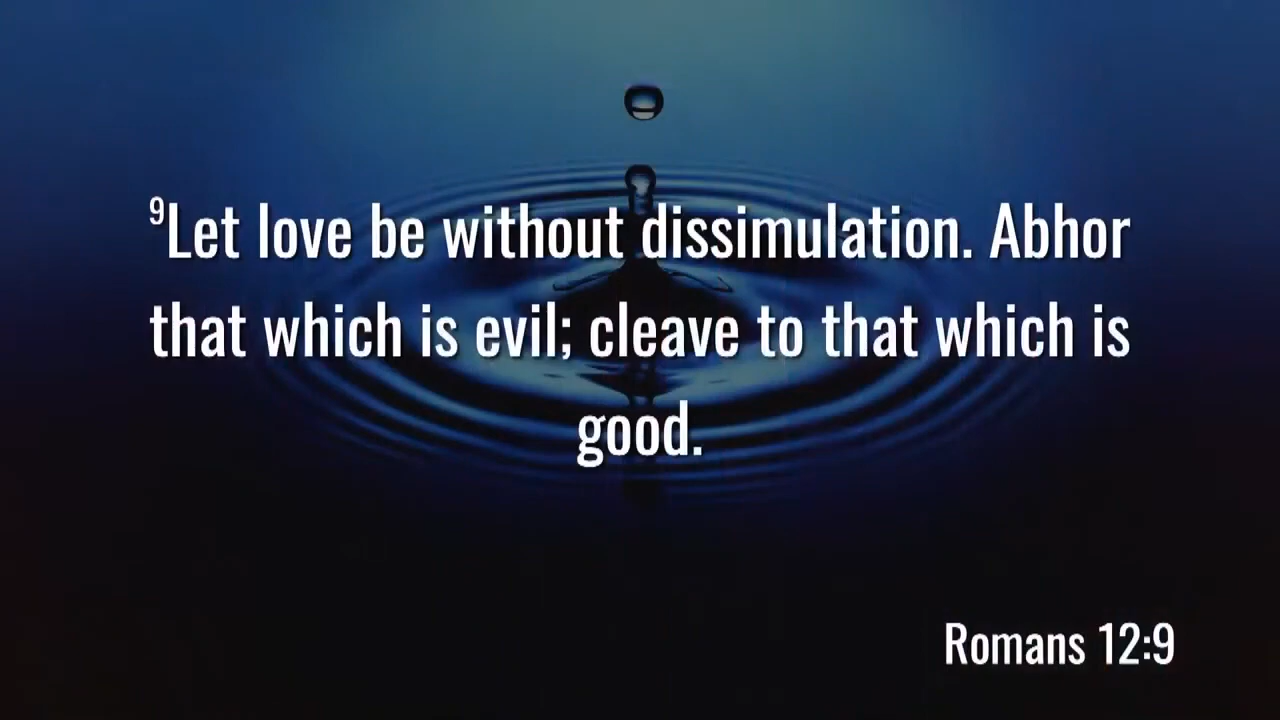 ⁹Let love be without dissimulation. Abhor
that which is evil; cleave to that which is
good.
Romans 12:9